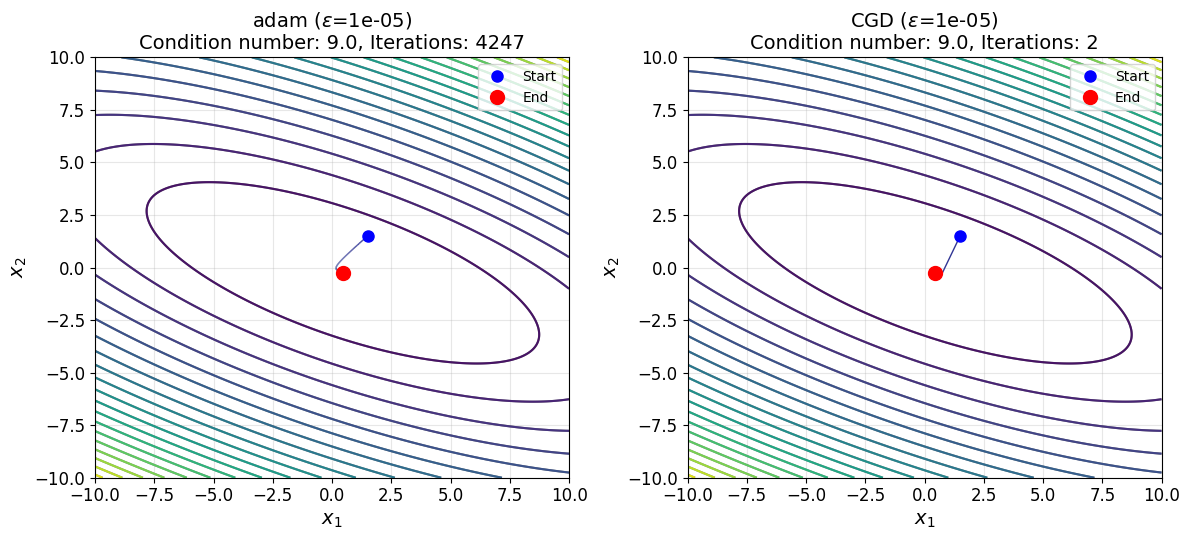 adam (ε=1e-05)
Condition number: 9.0, Iterations: 4247
Start
End
10.0
7.5
5.0
2.5
0.0
−2.5
−5.0
−7.5
−10.0
x₂
−10.0 −7.5 −5.0 −2.5 0.0 2.5 5.0 7.5 10.0
x₁
CGD (ε=1e-05)
Condition number: 9.0, Iterations: 2
Start
End
10.0
7.5
5.0
2.5
0.0
−2.5
−5.0
−7.5
−10.0
x₂
−10.0 −7.5 −5.0 −2.5 0.0 2.5 5.0 7.5 10.0
x₁